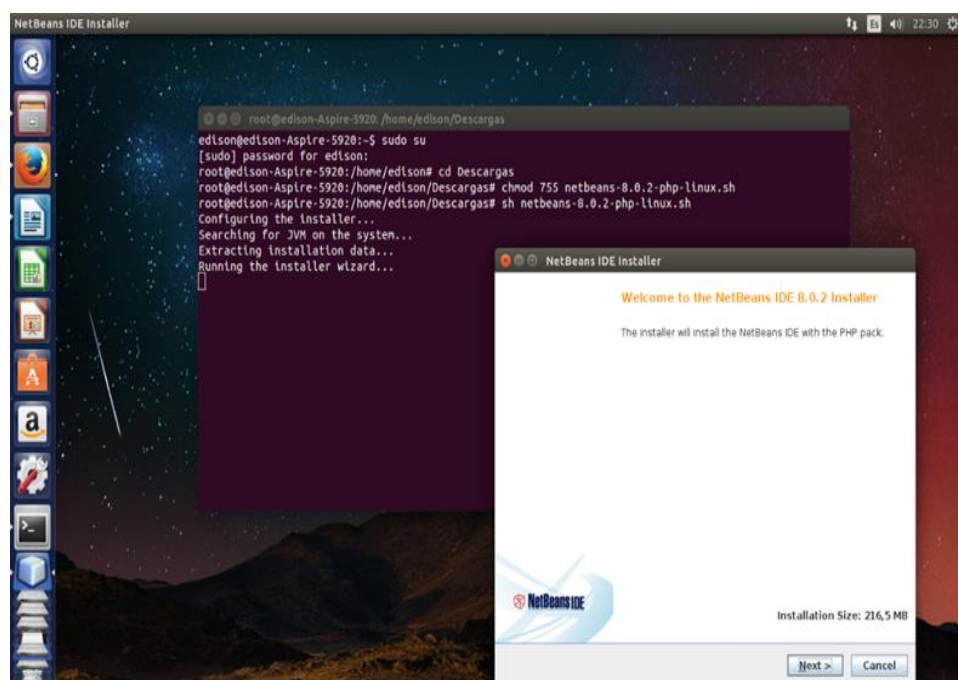 NetBeans IDE Installer
Es
22:30
root@edison-Aspire-5920: /home/edison/Descargas
edison@edison-Aspire-5920:~$ sudo su
[sudo] password for edison:
root@edison-Aspire-5920:/home/edison# cd Descargas
root@edison-Aspire-5920:/home/edison/Descargas# chmod 755 netbeans-8.0.2-php-linux.sh
root@edison-Aspire-5920:/home/edison/Descargas# sh netbeans-8.0.2-php-linux.sh
Configuring the installer...
Searching for JVM on the system...
Extracting installation data...
Running the installer wizard...
NetBeans IDE Installer
Welcome to the NetBeans IDE 8.0.2 Installer
The installer will install the NetBeans IDE with the PHP pack.
NetBeans IDE
Installation Size: 216,5 MB
Next >
Cancel